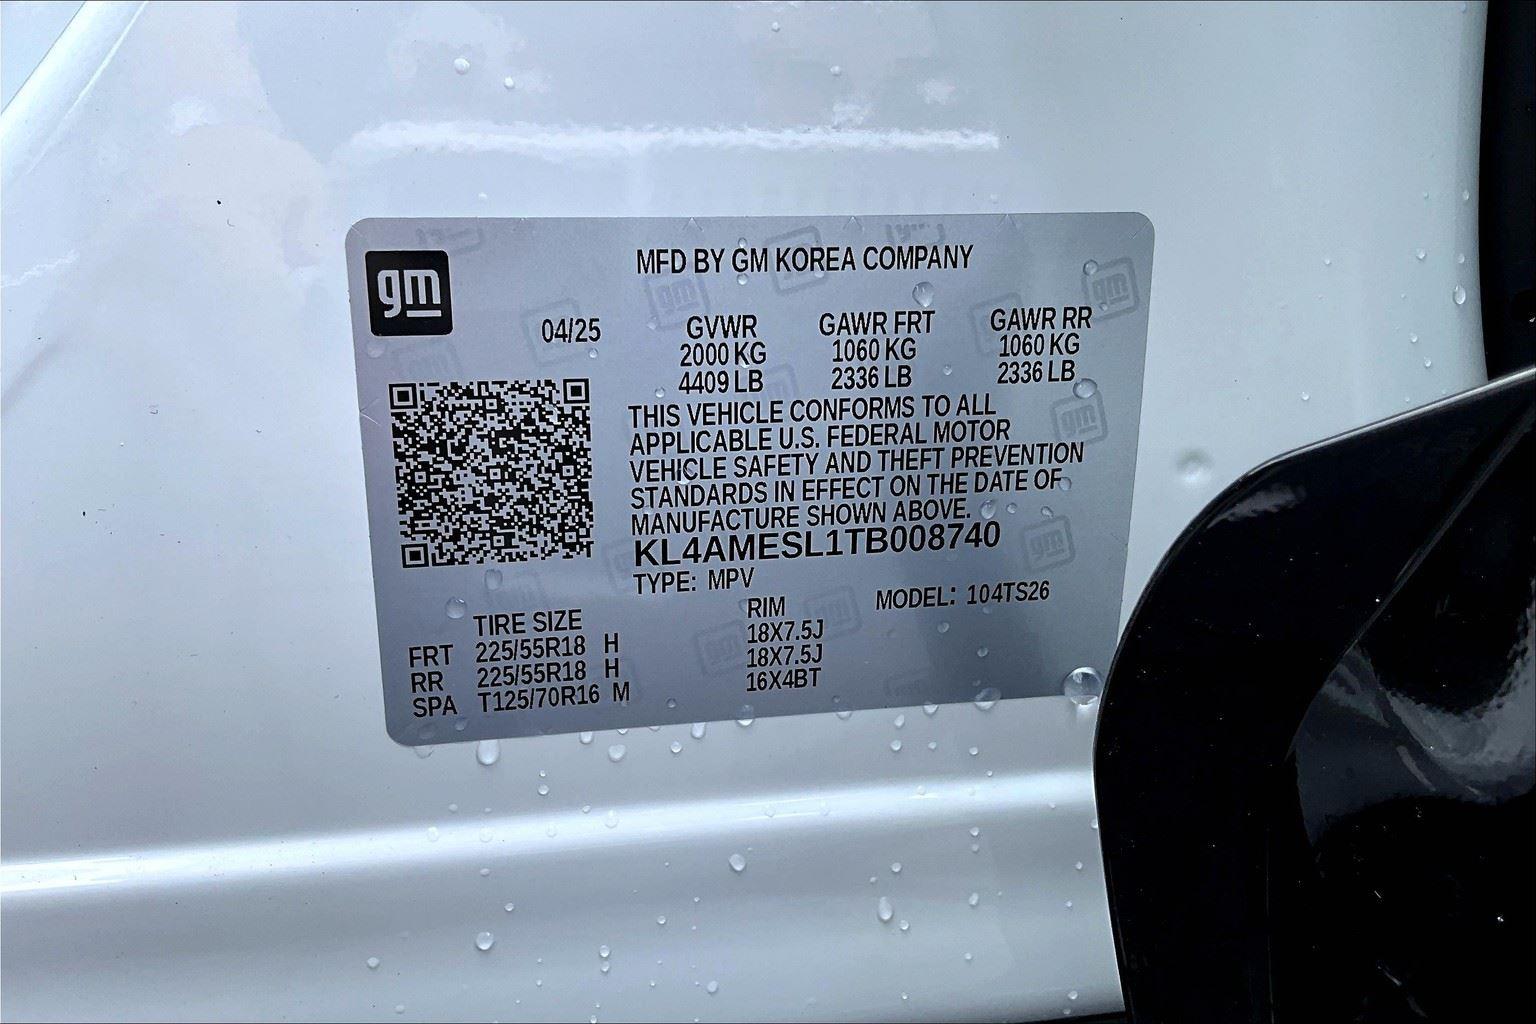 gm
MFD BY GM KOREA COMPANY
04/25 GVWR GAWR FRT GAWR RR
2000 KG 1060 KG 1060 KG
4409 LB 2336 LB 2336 LB
THIS VEHICLE CONFORMS TO ALL
APPLICABLE U.S. FEDERAL MOTOR
VEHICLE SAFETY AND THEFT PREVENTION
STANDARDS IN EFFECT ON THE DATE OF
MANUFACTURE SHOWN ABOVE.
KL4AMESL1TB008740
TYPE: MPV
MODEL: 104TS26
TIRE SIZE RIM
FRT 225/55R18 H 18X7.5J
RR 225/55R18 H 18X7.5J
SPA T125/70R16 M 16X4BT